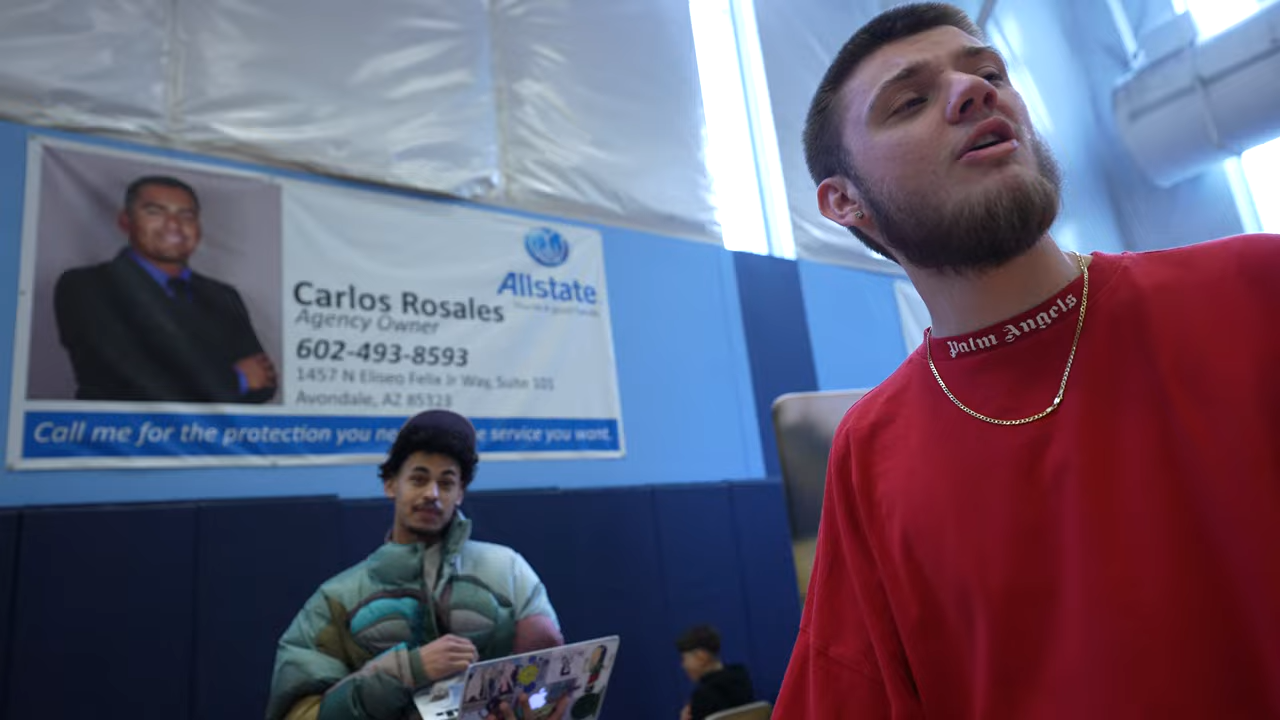 Allstate
Carlos Rosales
Agency Owner
602-493-8593
1457 N Eliseo Felix Jr Way, Suite 101
Avondale, AZ 85323
Call me for the protection you ne e service you want.
Palm Angels